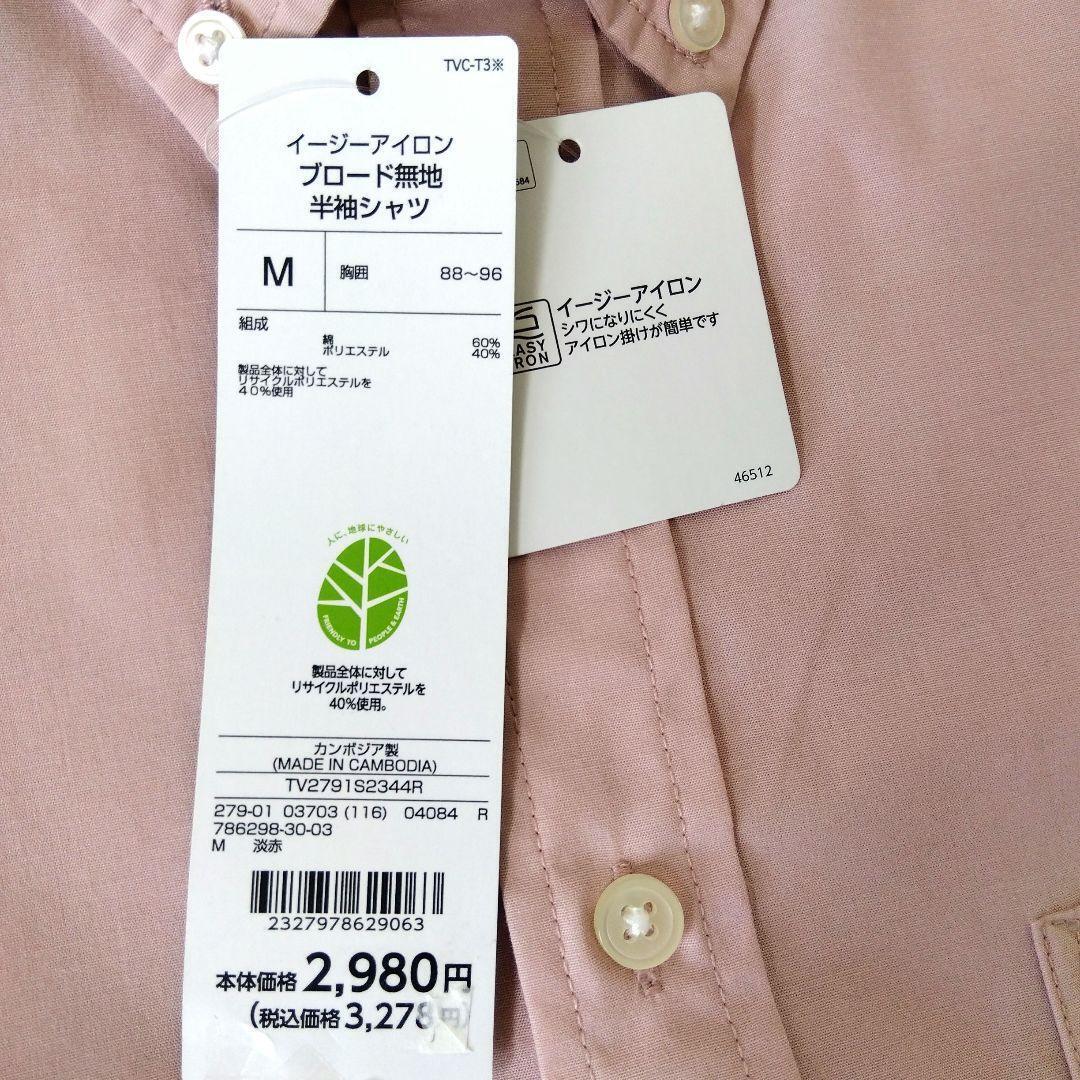 TVC-T3※
イージーアイロン
ブロード無地
半袖シャツ
M 胸囲 88～96
組成
綿 60%
ポリエステル 40%
製品全体に対して
リサイクルポリエステルを
40%使用
人に、地球にやさしい
FRIENDLY TO PEOPLE & EARTH
製品全体に対して
リサイクルポリエステルを
40%使用。
カンボジア製
(MADE IN CAMBODIA)
TV2791S2344R
279-01 03703 (116) 04084 R
786298-30-03
M 淡赤
2327978629063
本体価格 2,980円
(税込価格 3,278円)
584
イージーアイロン
シワになりにくく
アイロン掛けが簡単です
46512